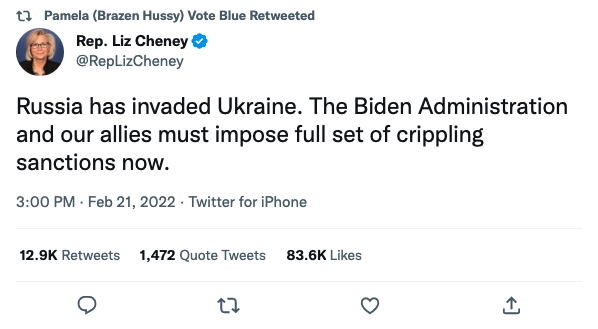 Pamela (Brazen Hussy) Vote Blue Retweeted
Rep. Liz Cheney
@RepLizCheney
Russia has invaded Ukraine. The Biden Administration
and our allies must impose full set of crippling
sanctions now.
3:00 PM · Feb 21, 2022 · Twitter for iPhone
12.9K Retweets 1,472 Quote Tweets 83.6K Likes